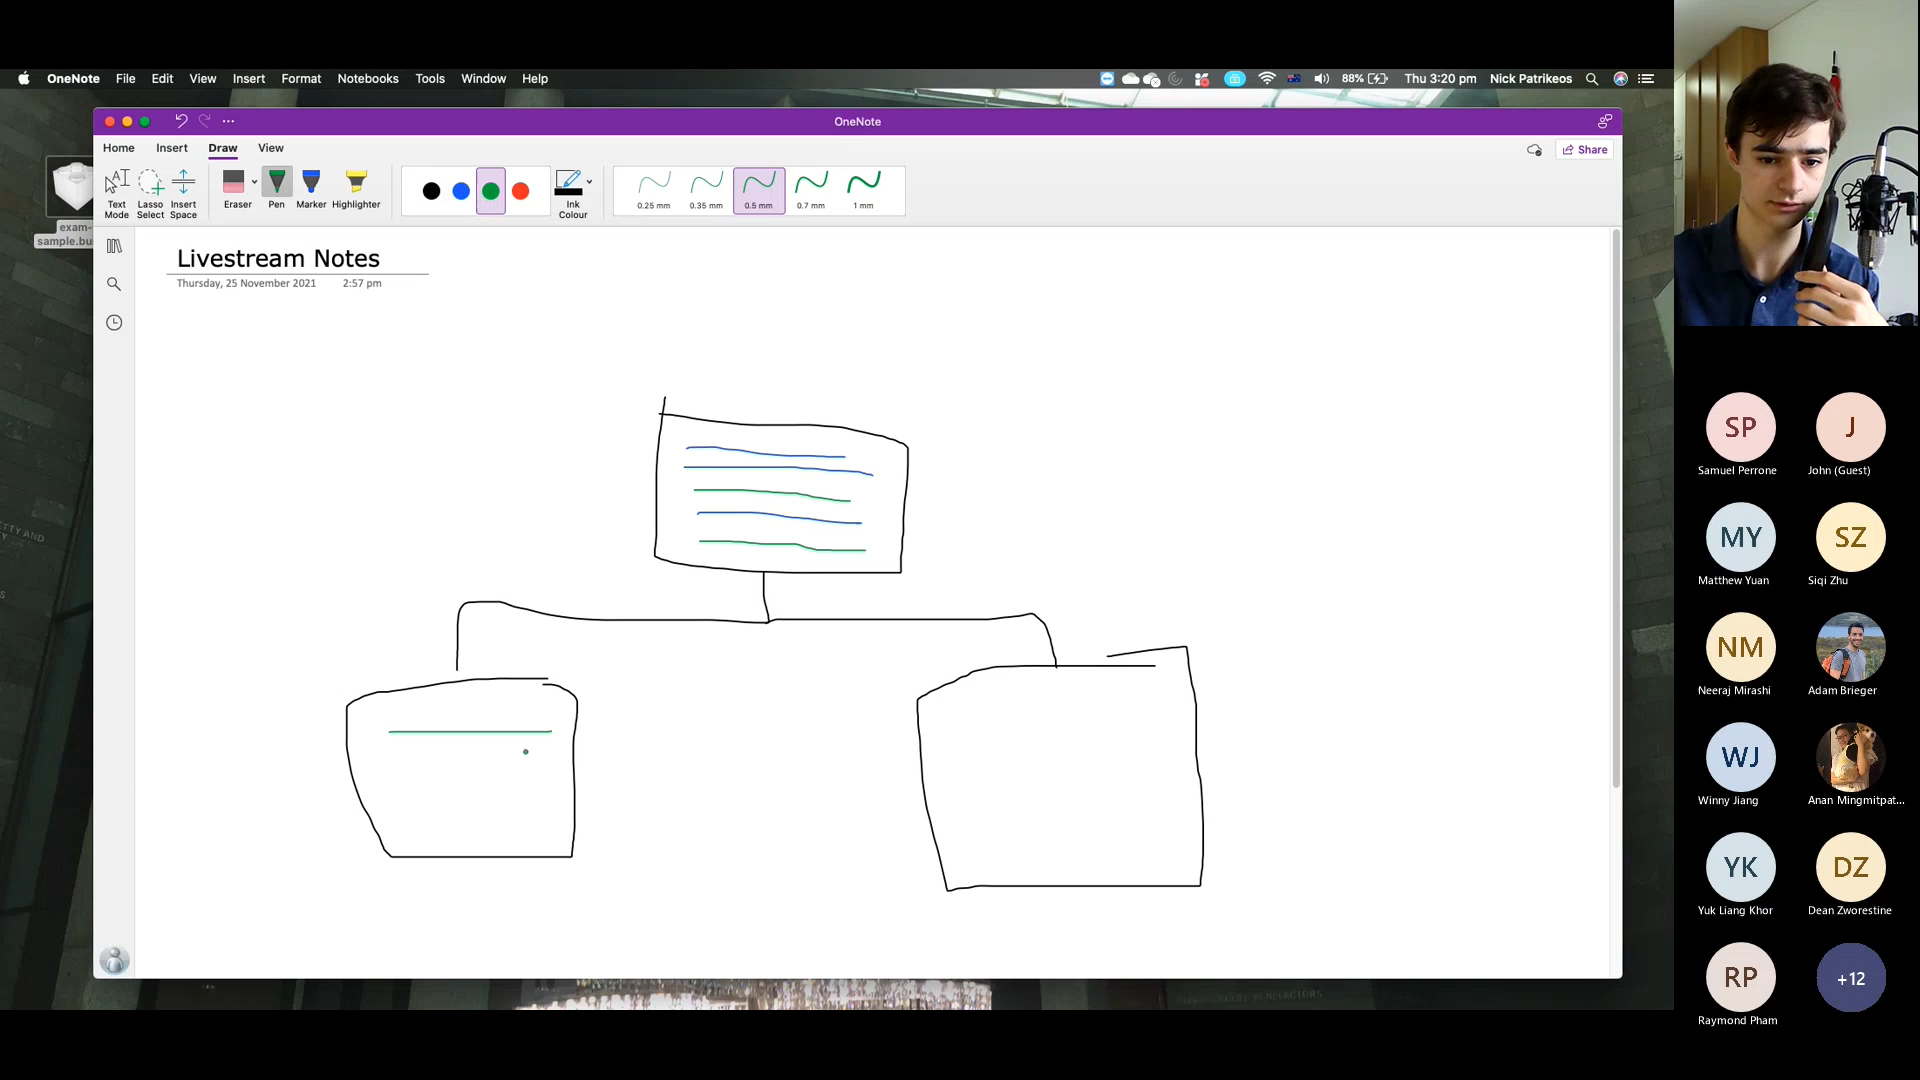 OneNote File Edit View Insert Format Notebooks Tools Window Help
88% Thu 3:20 pm Nick Patrikeos
OneNote
Home Insert Draw View
Share
Text Mode
Lasso Select
Insert Space
Eraser
Pen
Marker
Highlighter
Ink Colour
0.25 mm
0.35 mm
0.5 mm
0.7 mm
1 mm
exam-
sample.bu
Livestream Notes
Thursday, 25 November 2021 2:57 pm
SP
Samuel Perrone
J
John (Guest)
MY
Matthew Yuan
SZ
Siqi Zhu
NM
Neeraj Mirashi
Adam Brieger
WJ
Winny Jiang
Anan Mingmitpat...
YK
Yuk Liang Khor
DZ
Dean Zworestine
RP
Raymond Pham
+12